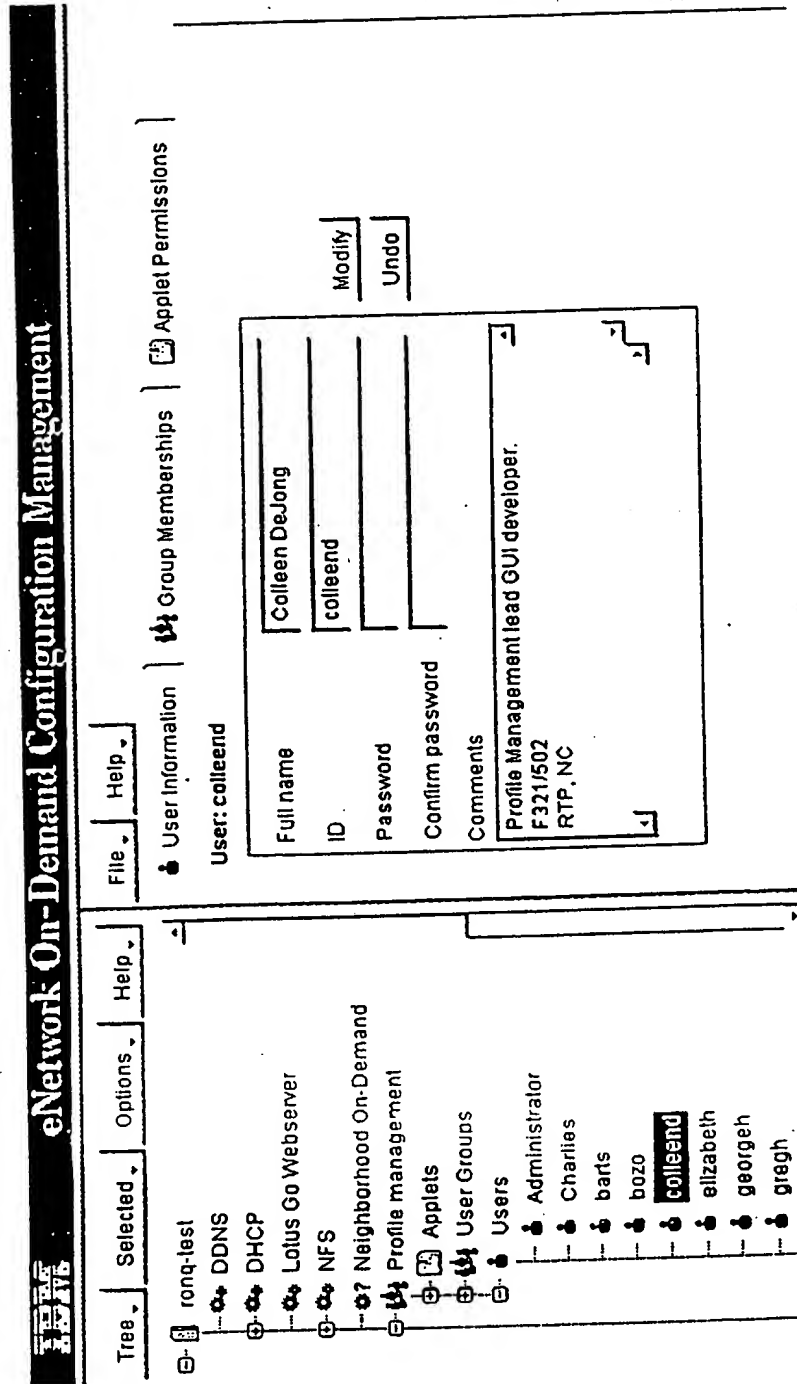 IBM eNetwork On-Demand Configuration Management
Tree Selected Options Help
ronq-test
DDNS
DHCP
Lotus Go Webserver
NFS
? Neighborhood On-Demand
Profile management
Applets
User Groups
Users
Administrator
Charlies
barts
bozo
colleend
elizabeth
georgeh
gregh
File Help
User Information
Group Memberships
Applet Permissions
User: colleend
Full name Colleen DeJong
ID colleend
Password
Confirm password
Comments
Profile Management lead GUI developer.
F321/502
RTP, NC
Modify
Undo